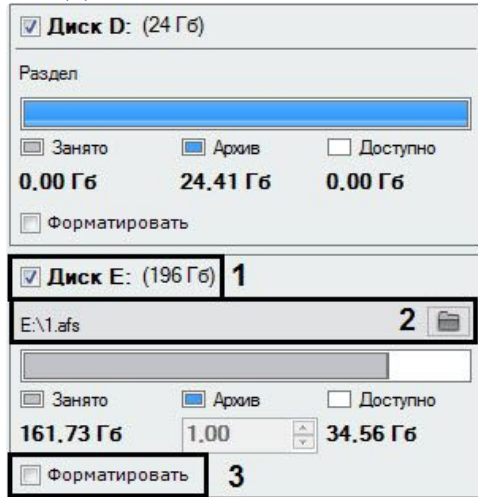 Диск D: (24 Гб)
Раздел
Занято Архив Доступно
0.00 Гб 24.41 Гб 0.00 Гб
Форматировать
Диск E: (196 Гб) 1
E:\1.afs 2
Занято Архив Доступно
161.73 Гб 1.00 34.56 Гб
Форматировать 3